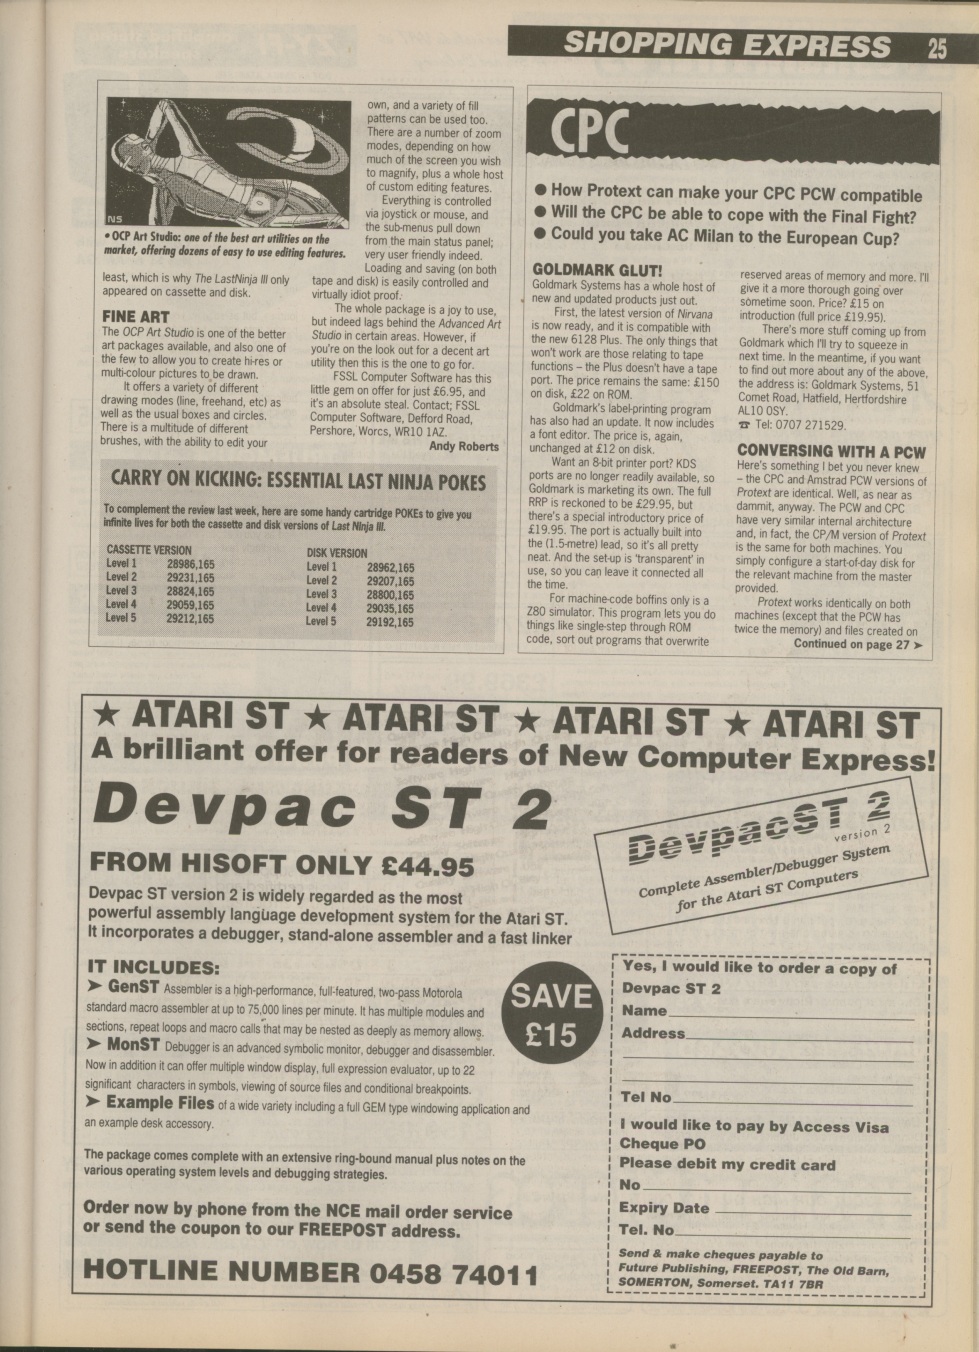 SHOPPING EXPRESS 25
NS
• OCP Art Studio: one of the best art utilities on the
market, offering dozens of easy to use editing features.
least, which is why The LastNinja III only
appeared on cassette and disk.
FINE ART
The OCP Art Studio is one of the better
art packages available, and also one of
the few to allow you to create hi-res or
multi-colour pictures to be drawn.
It offers a variety of different
drawing modes (line, freehand, etc) as
well as the usual boxes and circles.
There is a multitude of different
brushes, with the ability to edit your
own, and a variety of fill
patterns can be used too.
There are a number of zoom
modes, depending on how
much of the screen you wish
to magnify, plus a whole host
of custom editing features.
Everything is controlled
via joystick or mouse, and
the sub-menus pull down
from the main status panel;
very user friendly indeed.
Loading and saving (on both
tape and disk) is easily controlled and
virtually idiot proof.
The whole package is a joy to use,
but indeed lags behind the Advanced Art
Studio in certain areas. However, if
you're on the look out for a decent art
utility then this is the one to go for.
FSSL Computer Software has this
little gem on offer for just £6.95, and
it's an absolute steal. Contact; FSSL
Computer Software, Defford Road,
Pershore, Worcs, WR10 1AZ.
Andy Roberts
CARRY ON KICKING: ESSENTIAL LAST NINJA POKES
To complement the review last week, here are some handy cartridge POKEs to give you
infinite lives for both the cassette and disk versions of Last Ninja III.
CASSETTE VERSION
Level 1 28986,165
Level 2 29231,165
Level 3 28824,165
Level 4 29059,165
Level 5 29212,165
DISK VERSION
Level 1 28962,165
Level 2 29207,165
Level 3 28800,165
Level 4 29035,165
Level 5 29192,165
CPC
● How Protext can make your CPC PCW compatible
● Will the CPC be able to cope with the Final Fight?
● Could you take AC Milan to the European Cup?
GOLDMARK GLUT!
Goldmark Systems has a whole host of
new and updated products just out.
First, the latest version of Nirvana
is now ready, and it is compatible with
the new 6128 Plus. The only things that
won't work are those relating to tape
functions – the Plus doesn't have a tape
port. The price remains the same: £150
on disk, £22 on ROM.
Goldmark's label-printing program
has also had an update. It now includes
a font editor. The price is, again,
unchanged at £12 on disk.
Want an 8-bit printer port? KDS
ports are no longer readily available, so
Goldmark is marketing its own. The full
RRP is reckoned to be £29.95, but
there's a special introductory price of
£19.95. The port is actually built into
the (1.5-metre) lead, so it's all pretty
neat. And the set-up is 'transparent' in
use, so you can leave it connected all
the time.
For machine-code boffins only is a
Z80 simulator. This program lets you do
things like single-step through ROM
code, sort out programs that overwrite
reserved areas of memory and more. I'll
give it a more thorough going over
sometime soon. Price? £15 on
introduction (full price £19.95).
There's more stuff coming up from
Goldmark which I'll try to squeeze in
next time. In the meantime, if you want
to find out more about any of the above,
the address is: Goldmark Systems, 51
Comet Road, Hatfield, Hertfordshire
AL10 0SY.
☎ Tel: 0707 271529.
CONVERSING WITH A PCW
Here's something I bet you never knew
– the CPC and Amstrad PCW versions of
Protext are identical. Well, as near as
dammit, anyway. The PCW and CPC
have very similar internal architecture
and, in fact, the CP/M version of Protext
is the same for both machines. You
simply configure a start-of-day disk for
the relevant machine from the master
provided.
Protext works identically on both
machines (except that the PCW has
twice the memory) and files created on
Continued on page 27 ➤
★ ATARI ST ★ ATARI ST ★ ATARI ST ★ ATARI ST
A brilliant offer for readers of New Computer Express!
Devpac ST 2
FROM HISOFT ONLY £44.95
Devpac ST version 2 is widely regarded as the most
powerful assembly language development system for the Atari ST.
It incorporates a debugger, stand-alone assembler and a fast linker
DevpacST 2
version 2
Complete Assembler/Debugger System
for the Atari ST Computers
IT INCLUDES:
➤ GenST Assembler is a high-performance, full-featured, two-pass Motorola
standard macro assembler at up to 75,000 lines per minute. It has multiple modules and
sections, repeat loops and macro calls that may be nested as deeply as memory allows.
➤ MonST Debugger is an advanced symbolic monitor, debugger and disassembler.
Now in addition it can offer multiple window display, full expression evaluator, up to 22
significant characters in symbols, viewing of source files and conditional breakpoints.
➤ Example Files of a wide variety including a full GEM type windowing application and
an example desk accessory.
SAVE
£15
The package comes complete with an extensive ring-bound manual plus notes on the
various operating system levels and debugging strategies.
Order now by phone from the NCE mail order service
or send the coupon to our FREEPOST address.
HOTLINE NUMBER 0458 74011
Yes, I would like to order a copy of
Devpac ST 2
Name
Address
Tel No
I would like to pay by Access Visa
Cheque PO
Please debit my credit card
No
Expiry Date
Tel. No
Send & make cheques payable to
Future Publishing, FREEPOST, The Old Barn,
SOMERTON, Somerset. TA11 7BR